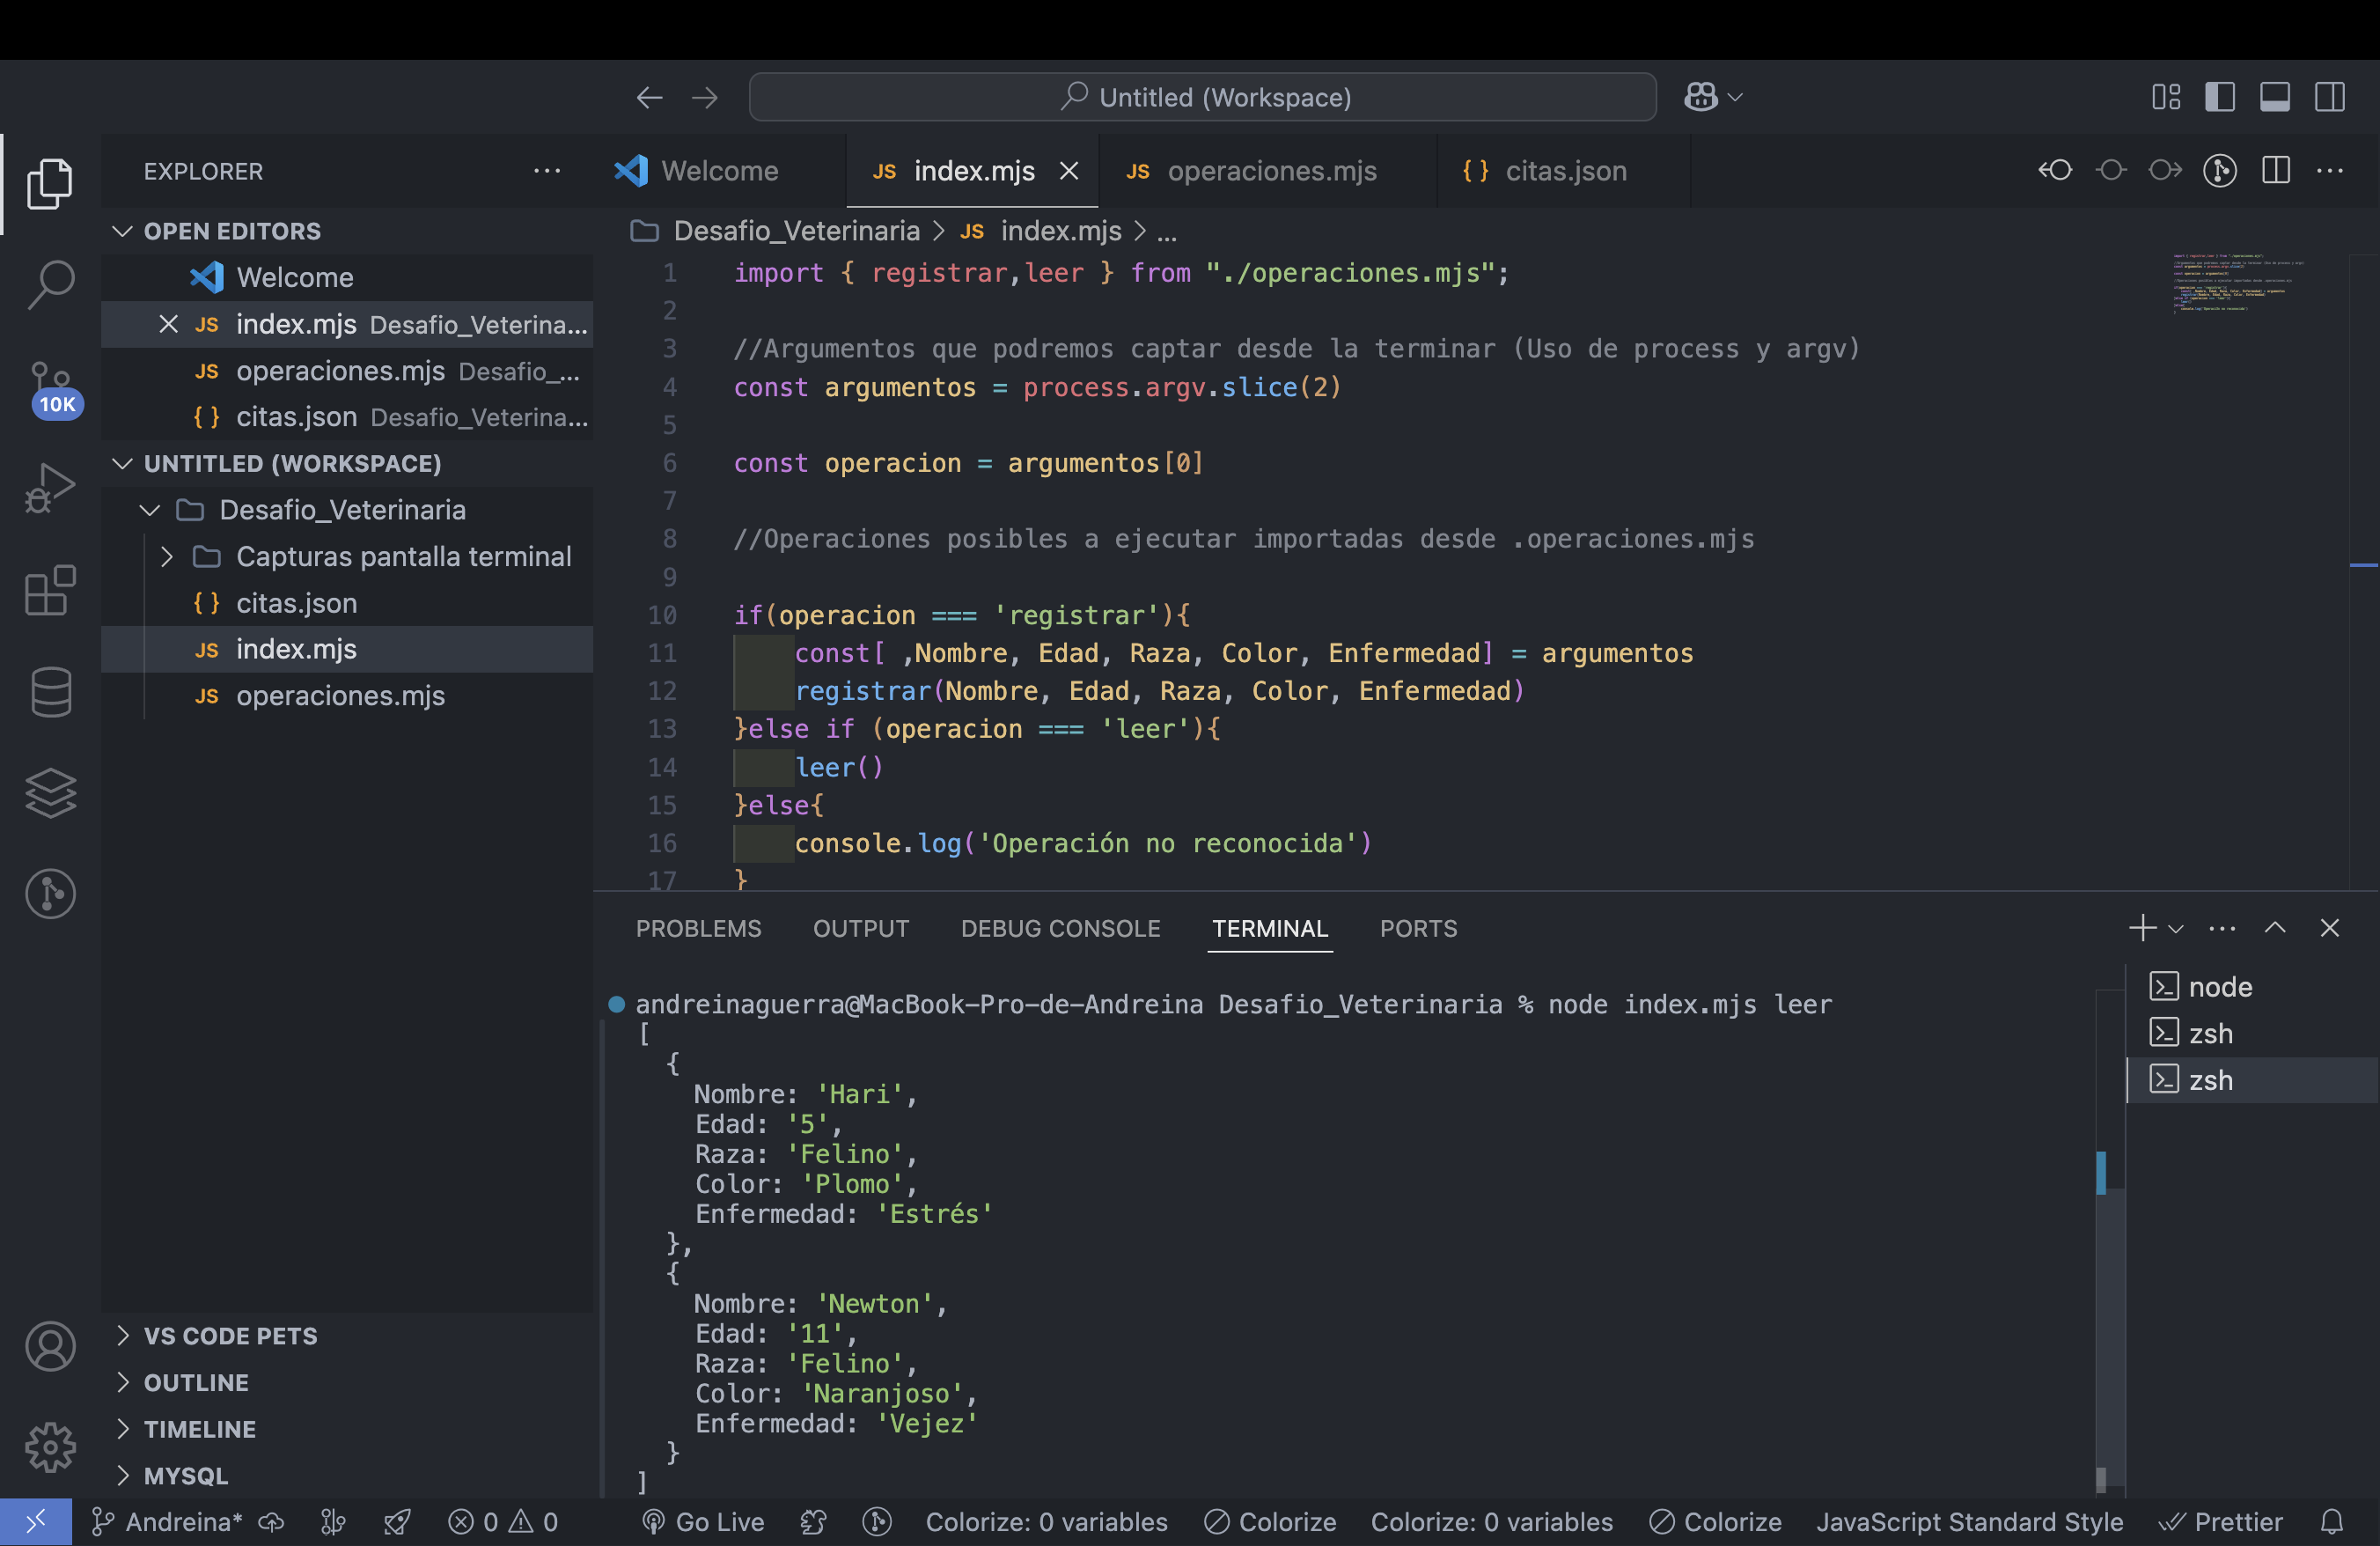 Untitled (Workspace)
EXPLORER
Welcome
JS index.mjs
JS operaciones.mjs
{ } citas.json
OPEN EDITORS
Welcome
JS index.mjs Desafio_Veterina...
JS operaciones.mjs Desafio_...
{ } citas.json Desafio_Veterina...
10K
UNTITLED (WORKSPACE)
Desafio_Veterinaria
Capturas pantalla terminal
{ } citas.json
JS index.mjs
JS operaciones.mjs
VS CODE PETS
OUTLINE
TIMELINE
MYSQL
Desafio_Veterinaria > JS index.mjs > ...
1 import { registrar,leer } from "./operaciones.mjs";
2
3 //Argumentos que podremos captar desde la terminar (Uso de process y argv)
4 const argumentos = process.argv.slice(2)
5
6 const operacion = argumentos[0]
7
8 //Operaciones posibles a ejecutar importadas desde .operaciones.mjs
9
10 if(operacion === 'registrar'){
11 const[ ,Nombre, Edad, Raza, Color, Enfermedad] = argumentos
12 registrar(Nombre, Edad, Raza, Color, Enfermedad)
13 }else if (operacion === 'leer'){
14 leer()
15 }else{
16 console.log('Operación no reconocida')
17 }
PROBLEMS OUTPUT DEBUG CONSOLE TERMINAL PORTS
andreinaguerra@MacBook-Pro-de-Andreina Desafio_Veterinaria % node index.mjs leer
[
{
Nombre: 'Hari',
Edad: '5',
Raza: 'Felino',
Color: 'Plomo',
Enfermedad: 'Estrés'
},
{
Nombre: 'Newton',
Edad: '11',
Raza: 'Felino',
Color: 'Naranjoso',
Enfermedad: 'Vejez'
}
]
node
zsh
zsh
Andreina* 0 0 Go Live Colorize: 0 variables Colorize Colorize: 0 variables Colorize JavaScript Standard Style Prettier